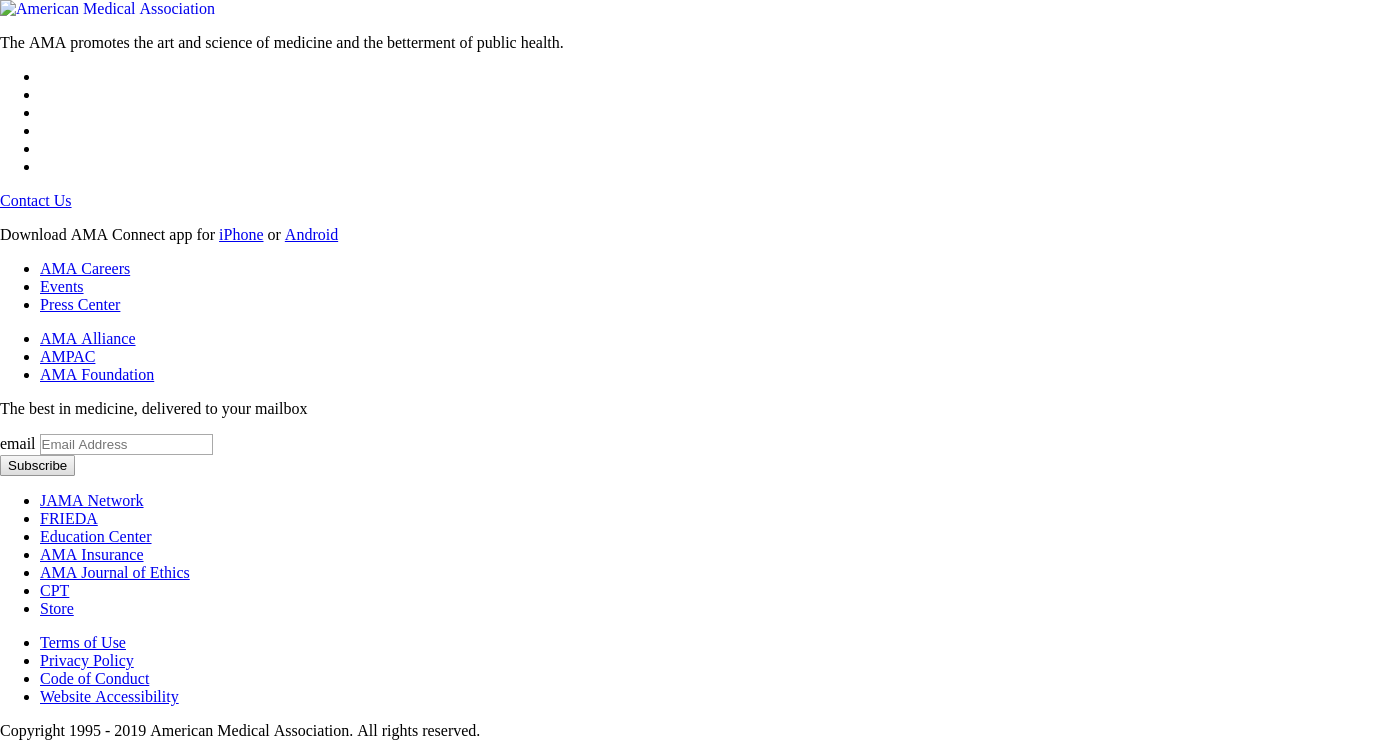 American Medical Association
The AMA promotes the art and science of medicine and the betterment of public health.
Contact Us
Download AMA Connect app for iPhone or Android
AMA Careers
Events
Press Center
AMA Alliance
AMPAC
AMA Foundation
The best in medicine, delivered to your mailbox
email Email Address
Subscribe
JAMA Network
FRIEDA
Education Center
AMA Insurance
AMA Journal of Ethics
CPT
Store
Terms of Use
Privacy Policy
Code of Conduct
Website Accessibility
Copyright 1995 - 2019 American Medical Association. All rights reserved.